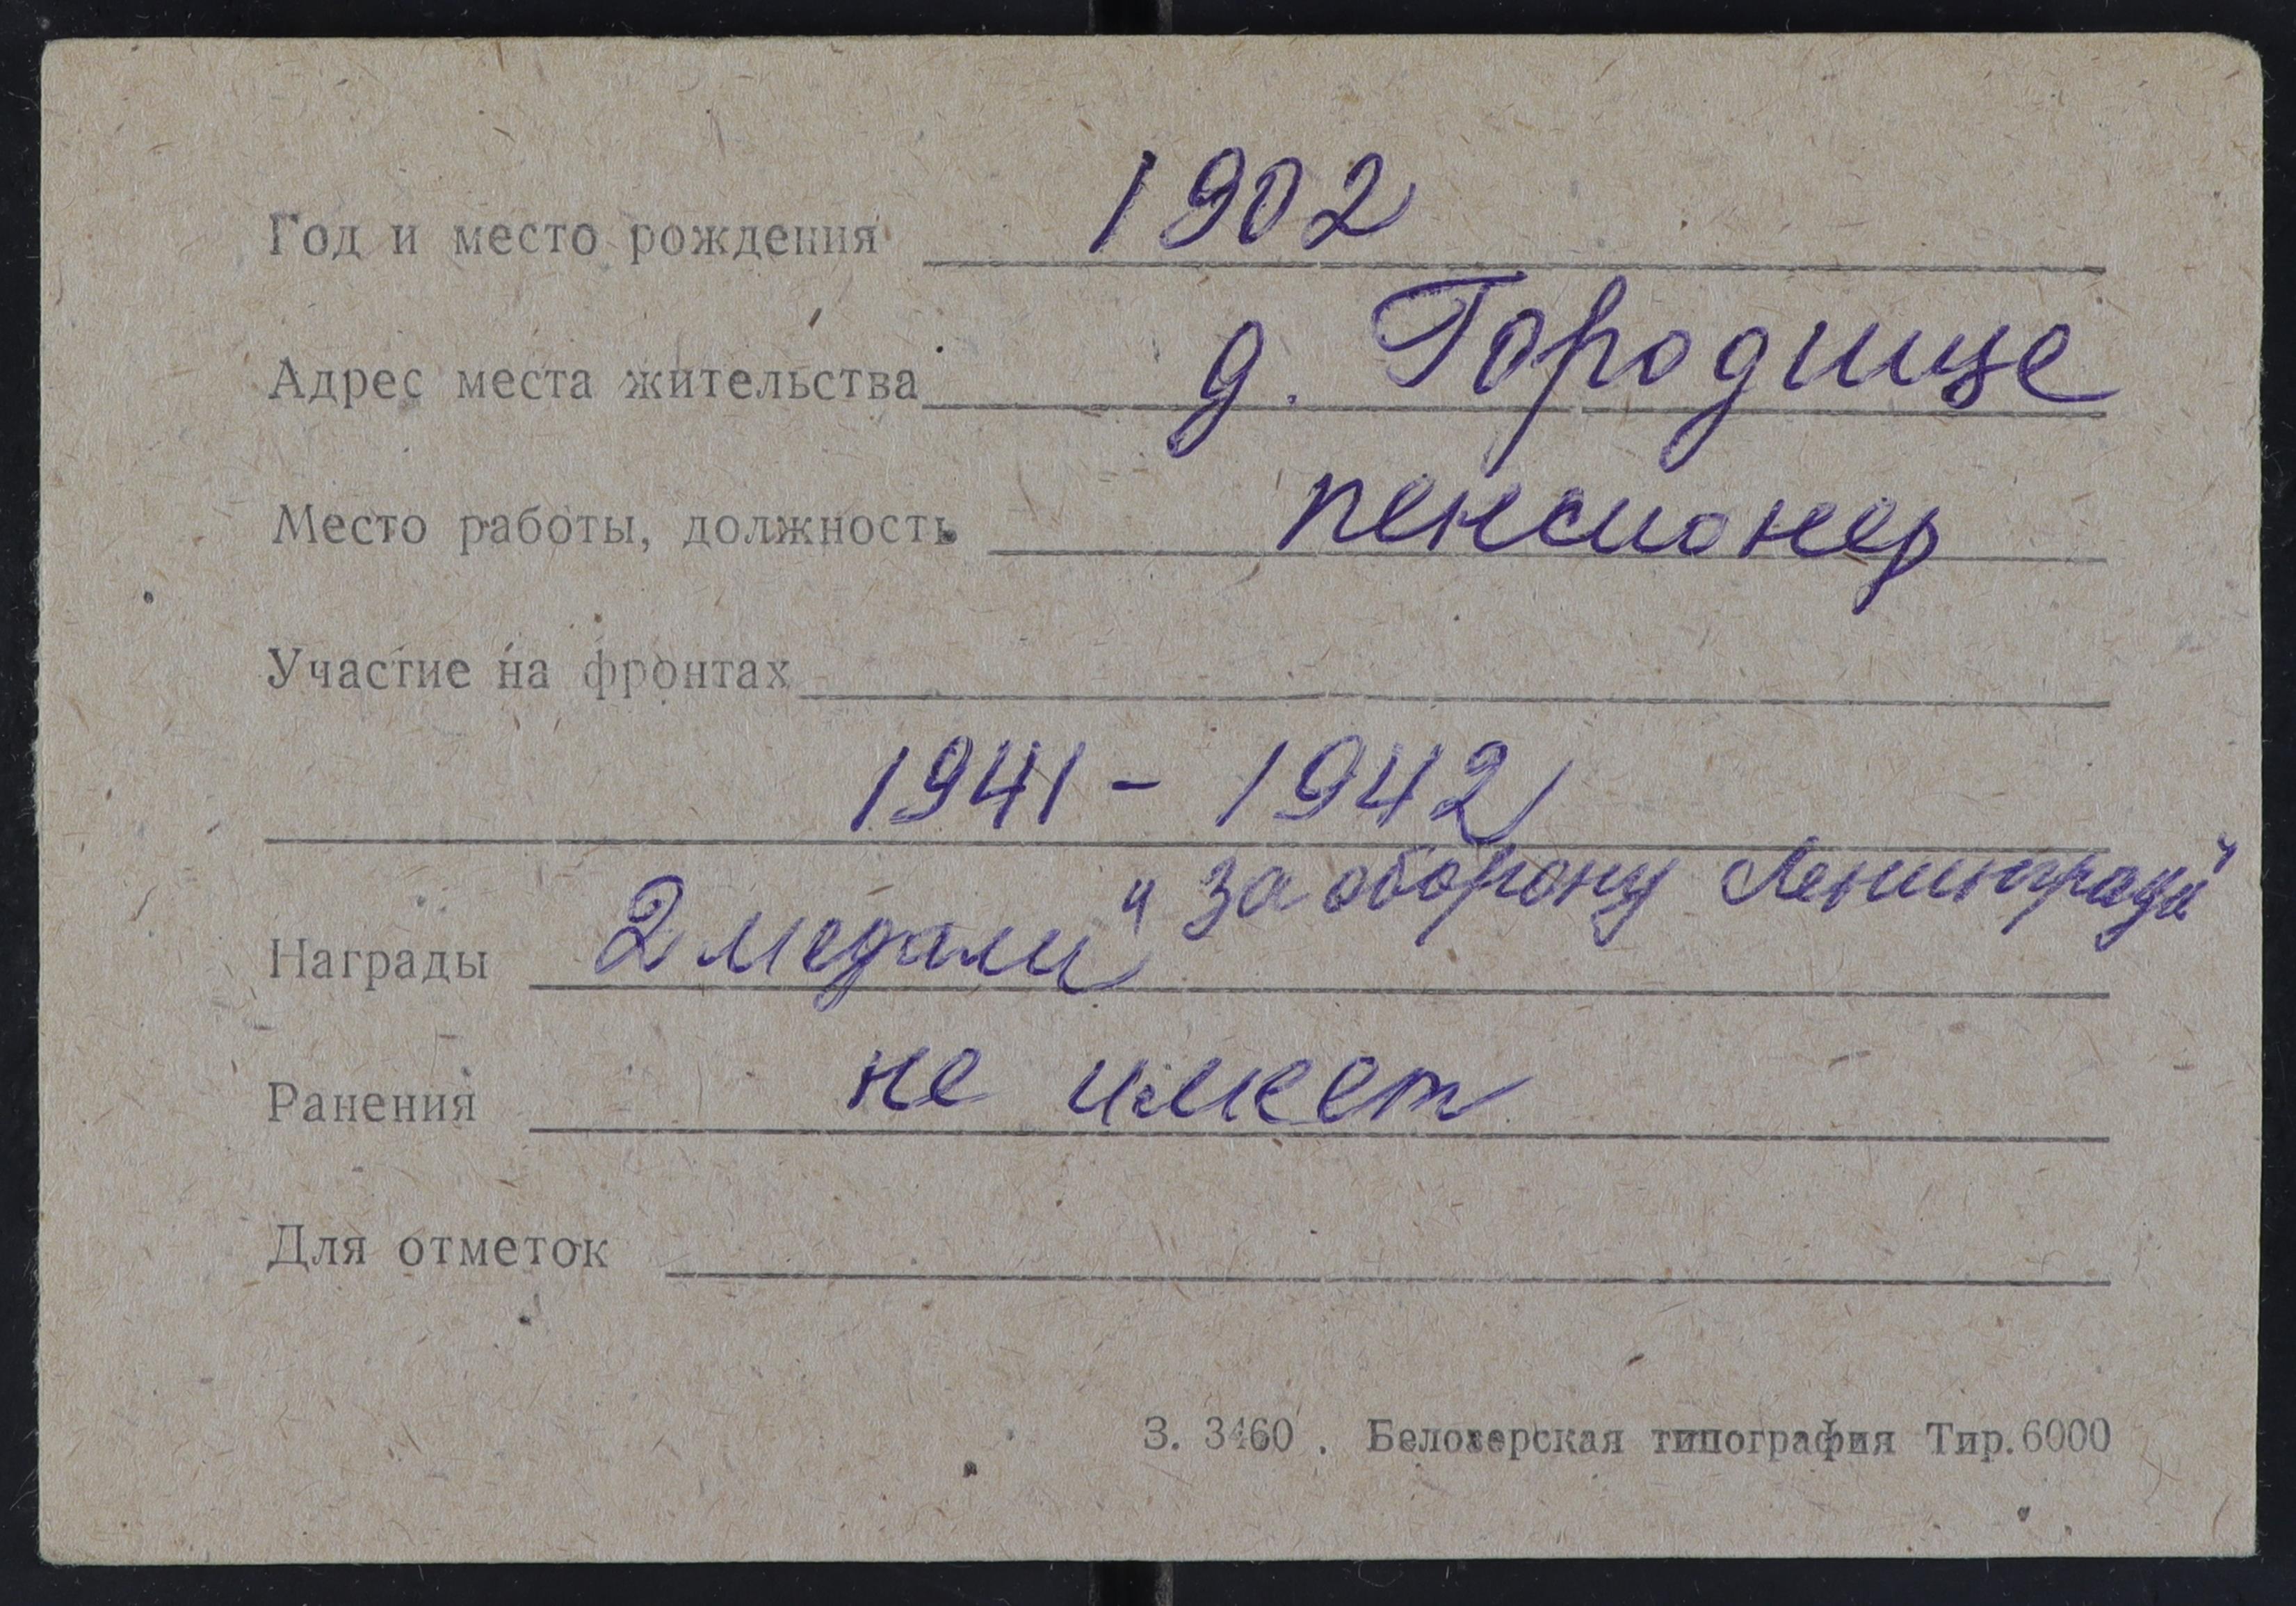 Год и место рождения 1902
Адрес места жительства д. Городище
Место работы, должность пенсионер
Участие на фронтах
1941 - 1942
Награды 2 медали "За оборону Ленинграда"
Ранения не имеет
Для отметок
З. 3460 . Белозерская типография Тир. 6000